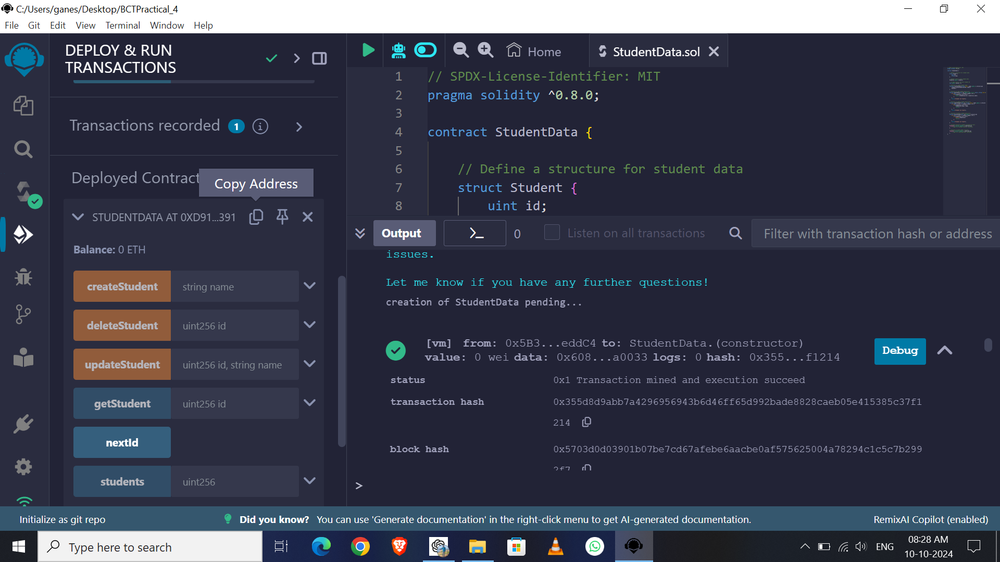 C:/Users/ganes/Desktop/BCTPractical_4
File Git Edit View Terminal Window Help
DEPLOY & RUN
TRANSACTIONS
Transactions recorded 1
Deployed Contract
Copy Address
STUDENTDATA AT 0XD91...391
Balance: 0 ETH
createStudent string name
deleteStudent uint256 id
updateStudent uint256 id, string name
getStudent uint256 id
nextId
students uint256
Home StudentData.sol
1 // SPDX-License-Identifier: MIT
2 pragma solidity ^0.8.0;
3
4 contract StudentData {
5
6 // Define a structure for student data
7 struct Student {
8 uint id;
Output >_ 0 Listen on all transactions Filter with transaction hash or address
issues.
Let me know if you have any further questions!
creation of StudentData pending...
[vm] from: 0x5B3...eddC4 to: StudentData.(constructor)
value: 0 wei data: 0x608...a0033 logs: 0 hash: 0x355...f1214
Debug
status 0x1 Transaction mined and execution succeed
transaction hash 0x355d8d9abb7a4296956943b6d46ff65d992bade8828caeb05e415385c37f1
214
block hash 0x5703d0d03901b07be7cd67afebe6aacbe0af575625004a78294c1c5c7b299
2f7
>
Initialize as git repo Did you know? You can use 'Generate documentation' in the right-click menu to get AI-generated documentation. RemixAI Copilot (enabled)
Type here to search
ENG
08:28 AM
10-10-2024